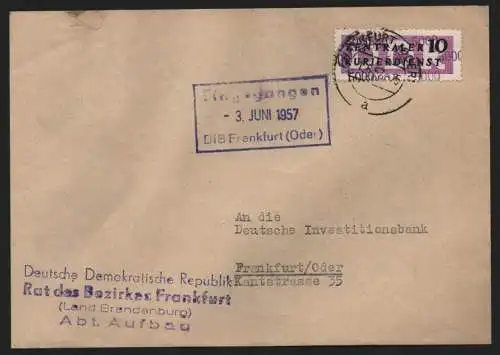 ZENTRALER 10
KURIERDIENST
Eingegangen
- 3. JUNI 1957
DIB Frankfurt (Oder)
An die
Deutsche Investitionsbank
Frankfurt/Oder
Kantstrasse 35
Deutsche Demokratische Republik
Rat des Bezirkes Frankfurt
(Land Brandenburg)
Abt. Aufbau